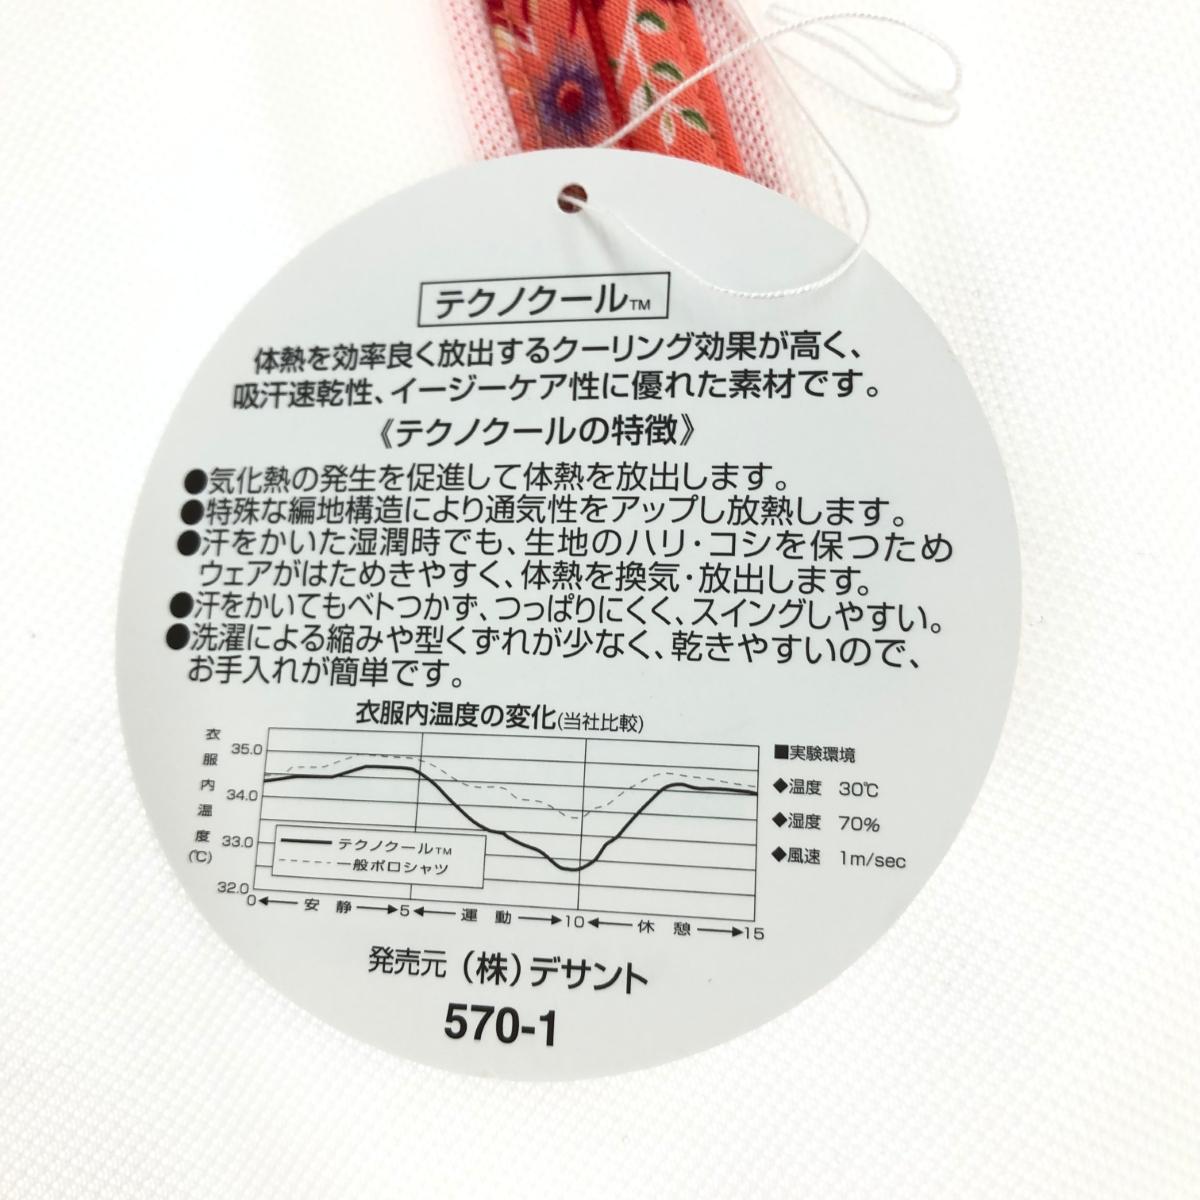 テクノクール™
体熱を効率良く放出するクーリング効果が高く、
吸汗速乾性、イージーケア性に優れた素材です。
《テクノクールの特徴》
●気化熱の発生を促進して体熱を放出します。
●特殊な編地構造により通気性をアップし放熱します。
●汗をかいた湿潤時でも、生地のハリ・コシを保つため
ウェアがはためきやすく、体熱を換気・放出します。
●汗をかいてもベトつかず、つっぱりにくく、スイングしやすい。
●洗濯による縮みや型くずれが少なく、乾きやすいので、
お手入れが簡単です。
衣服内温度の変化(当社比較)
衣服内温度(℃)
35.0
34.0
33.0
32.0
テクノクール™
一般ポロシャツ
0 安静 5 運動 10 休憩 15
■実験環境
◆温度 30℃
◆湿度 70%
◆風速 1m/sec
発売元 (株)デサント
570-1